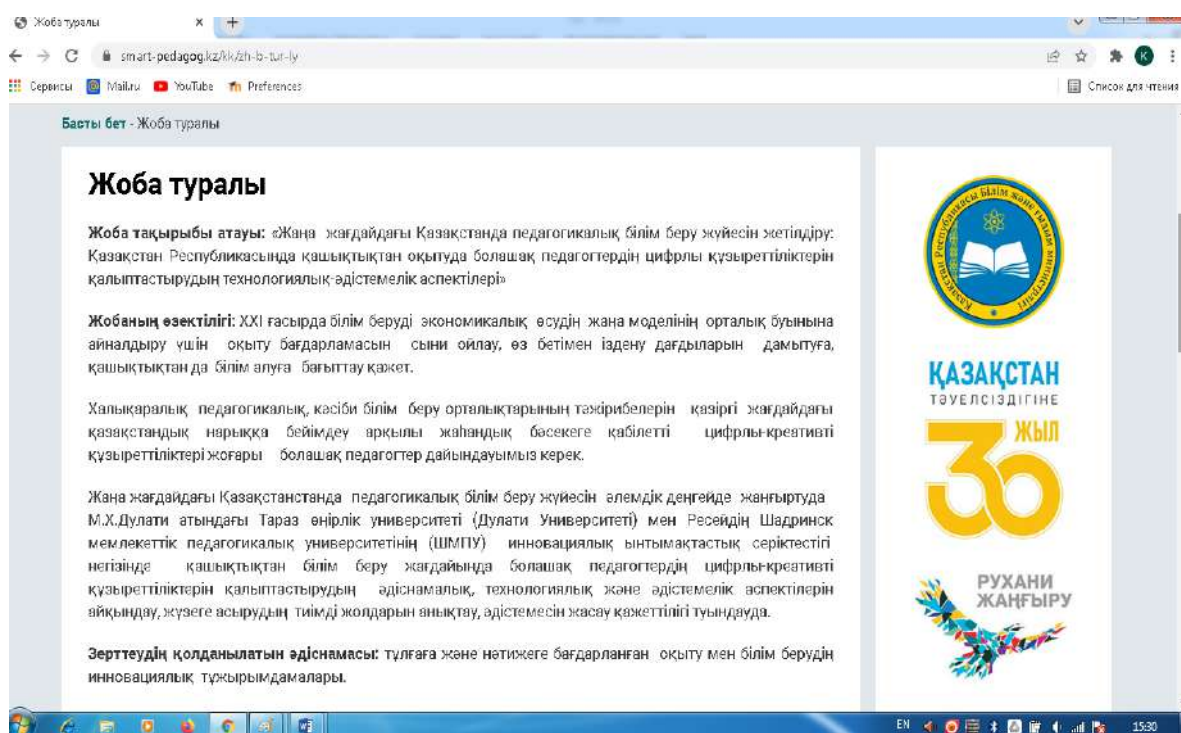 Жоба туралы
smart-pedagog.kz/kk/zh-b-tur-ly
К
Сервисы Mail.ru YouTube Preferences Список для чтения
Басты бет - Жоба туралы
Жоба туралы
Жоба тақырыбы атауы: «Жаңа жағдайдағы Қазақстанда педагогикалық білім беру жүйесін жетілдіру:
Қазақстан Республикасында қашықтықтан оқытуда болашақ педагогтердің цифрлы құзыреттіліктерін
қалыптастырудың технологиялық-әдістемелік аспектілері»
Жобаның өзектілігі: XXI ғасырда білім беруді экономикалық өсудің жаңа моделінің орталық буынына
айналдыру үшін оқыту бағдарламасын сыни ойлау, өз бетімен іздену дағдыларын дамытуға,
қашықтықтан да білім алуға бағыттау қажет.
Халықаралық педагогикалық, кәсіби білім беру орталықтарының тәжірибелерін қазіргі жағдайдағы
қазақстандық нарыққа бейімдеу арқылы жаһандық бәсекеге қабілетті цифрлы-креативті
құзыреттіліктері жоғары болашақ педагогтер дайындауымыз керек.
Жаңа жағдайдағы Қазақстанстанда педагогикалық білім беру жүйесін әлемдік деңгейде жаңғыртуда
М.Х.Дулати атындағы Тараз өңірлік университеті (Дулати Университеті) мен Ресейдің Шадринск
мемлекеттік педагогикалық университетінің (ШМПУ) инновациялық ынтымақтастық серіктестігі
негізінде қашықтықтан білім беру жағдайында болашақ педагогтердің цифрлы-креативті
құзыреттіліктерін қалыптастырудың әдіснамалық, технологиялық және әдістемелік аспектілерін
айқындау, жүзеге асырудың тиімді жолдарын анықтау, әдістемесін жасау қажеттілігі туындауда.
Зерттеудің қолданылатын әдіснамасы: тұлғаға және нәтижеге бағдарланған оқыту мен білім берудің
инновациялық тұжырымдамалары.
Қазақстан Республикасы Білім және ғылым министрлігі
ҚАЗАҚСТАН
ТӘУЕЛСІЗДІГІНЕ
30 ЖЫЛ
РУХАНИ
ЖАҢҒЫРУ
EN 15:30